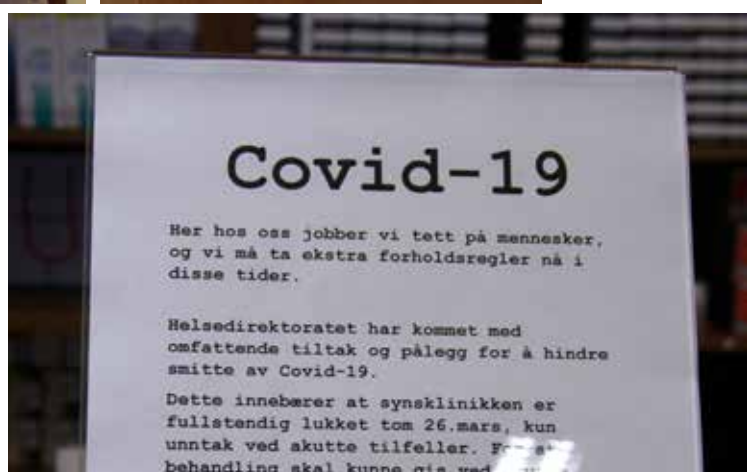 Covid-19
Her hos oss jobber vi tett på mennesker,
og vi må ta ekstra forholdsregler nå i
disse tider.
Helsedirektoratet har kommet med
omfattende tiltak og pålegg for å hindre
smitte av Covid-19.
Dette innebærer at synsklinikken er
fullstendig lukket tom 26.mars, kun
unntak ved akutte tilfeller. For
behandling skal kunne gis ved